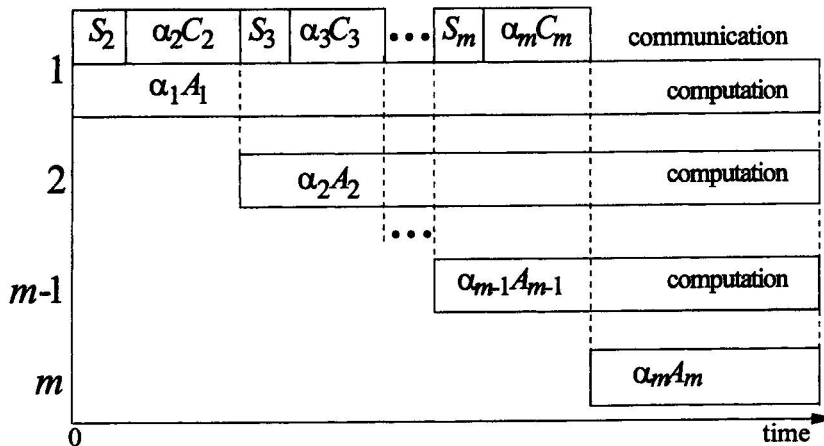 S₂ α₂C₂ S₃ α₃C₃ ••• Sₘ αₘCₘ communication
1 α₁A₁ computation
2 α₂A₂ computation
•••
m-1 αₘ₋₁Aₘ₋₁ computation
m αₘAₘ
0 time